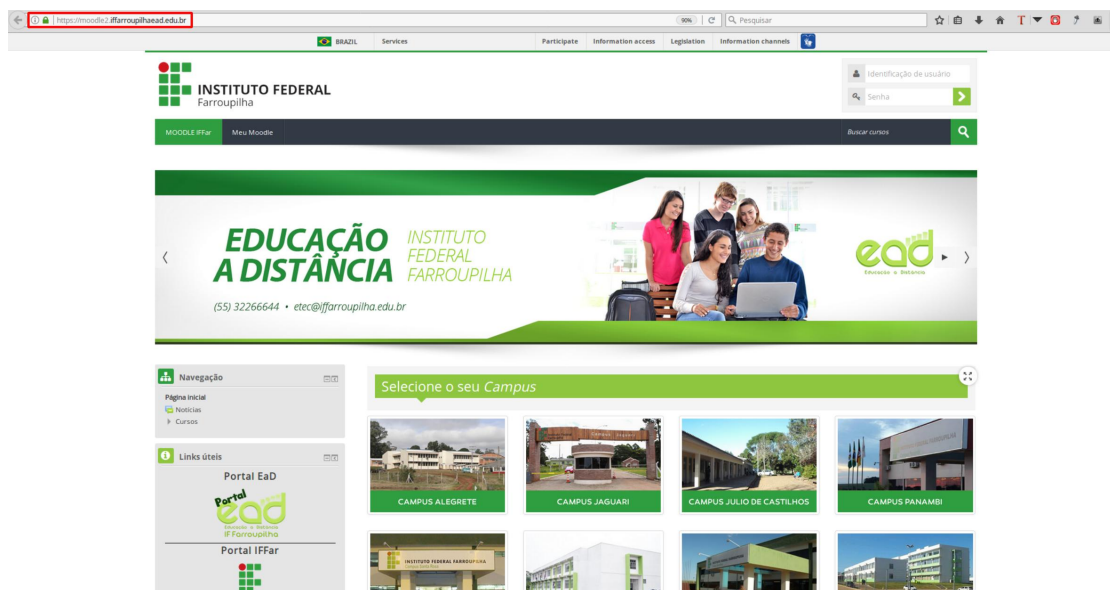 https://moodle2.iffarroupilhaead.edu.br
90%
Pesquisar
BRAZIL Services Participate Information access Legislation Information channels
INSTITUTO FEDERAL
Farroupilha
Identificação de usuário
Senha
MOODLE IFFar Meu Moodle Buscar cursos
EDUCAÇÃO
A DISTÂNCIA
INSTITUTO
FEDERAL
FARROUPILHA
(55) 32266644 • etec@iffarroupilha.edu.br
ead
Educação a Distância
Navegação
Página inicial
Notícias
Cursos
Selecione o seu Campus
CAMPUS ALEGRETE
CAMPUS JAGUARI
CAMPUS JULIO DE CASTILHOS
CAMPUS PANAMBI
Links úteis
Portal EaD
Portal
ead
Educação a Distância
IF Farroupilha
Portal IFFar
INSTITUTO FEDERAL FARROUPILHA